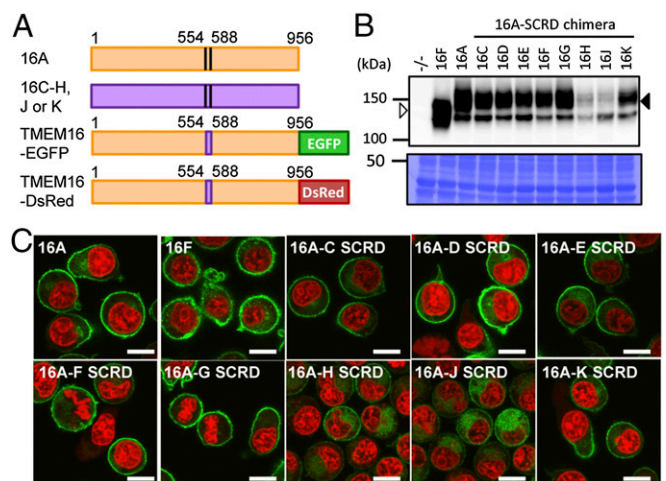 A
1 554 588 956
16A
16C-H,
J or K
1 554 588 956
TMEM16
-EGFP
EGFP
1 554 588 956
TMEM16
-DsRed
DsRed
B
16A-SCRD chimera
-/- 16F 16A 16C 16D 16E 16F 16G 16H 16J 16K
(kDa)
150
100
50
C
16A 16F 16A-C SCRD 16A-D SCRD 16A-E SCRD
16A-F SCRD 16A-G SCRD 16A-H SCRD 16A-J SCRD 16A-K SCRD